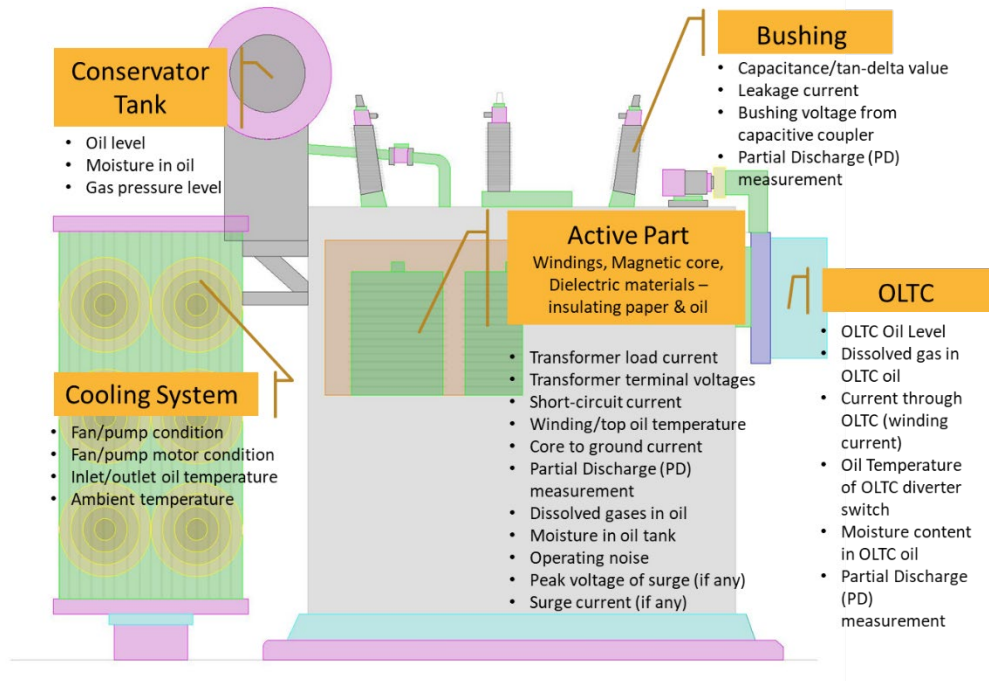 Conservator
Tank
• Oil level
• Moisture in oil
• Gas pressure level
Bushing
• Capacitance/tan-delta value
• Leakage current
• Bushing voltage from
capacitive coupler
• Partial Discharge (PD)
measurement
Active Part
Windings, Magnetic core,
Dielectric materials –
insulating paper & oil
• Transformer load current
• Transformer terminal voltages
• Short-circuit current
• Winding/top oil temperature
• Core to ground current
• Partial Discharge (PD)
measurement
• Dissolved gases in oil
• Moisture in oil tank
• Operating noise
• Peak voltage of surge (if any)
• Surge current (if any)
OLTC
• OLTC Oil Level
• Dissolved gas in
OLTC oil
• Current through
OLTC (winding
current)
• Oil Temperature
of OLTC diverter
switch
• Moisture content
in OLTC oil
• Partial Discharge
(PD)
measurement
Cooling System
• Fan/pump condition
• Fan/pump motor condition
• Inlet/outlet oil temperature
• Ambient temperature